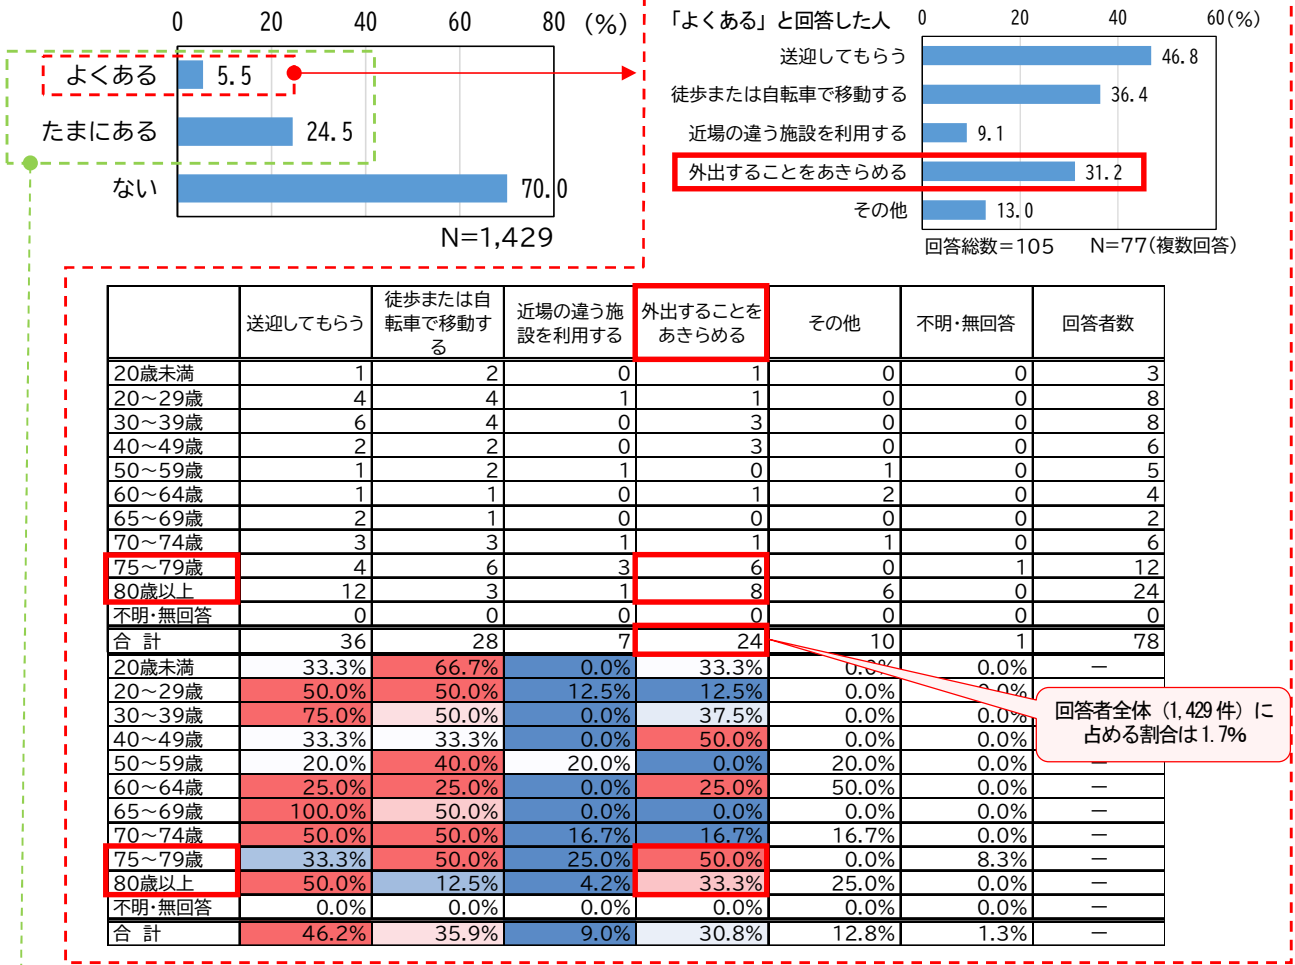 0 20 40 60 80 (%)
よくある 5.5
たまにある 24.5
ない 70.0
N=1,429
「よくある」と回答した人 0 20 40 60(%)
送迎してもらう 46.8
徒歩または自転車で移動する 36.4
近場の違う施設を利用する 9.1
外出することをあきらめる 31.2
その他 13.0
回答総数=105 N=77(複数回答)
送迎してもらう 徒歩または自転車で移動する 近場の違う施設を利用する 外出することをあきらめる その他 不明・無回答 回答者数
20歳未満 1 2 0 1 0 0 3
20~29歳 4 4 1 1 0 0 8
30~39歳 6 4 0 3 0 0 8
40~49歳 2 2 0 3 0 0 6
50~59歳 1 2 1 0 1 0 5
60~64歳 1 1 0 1 2 0 4
65~69歳 2 1 0 0 0 0 2
70~74歳 3 3 1 1 1 0 6
75~79歳 4 6 3 6 0 1 12
80歳以上 12 3 1 8 6 0 24
不明・無回答 0 0 0 0 0 0 0
合 計 36 28 7 24 10 1 78
20歳未満 33.3% 66.7% 0.0% 33.3% 0.0% 0.0% ―
20~29歳 50.0% 50.0% 12.5% 12.5% 0.0% 0.0%
30~39歳 75.0% 50.0% 0.0% 37.5% 0.0% 0.0%
40~49歳 33.3% 33.3% 0.0% 50.0% 0.0% 0.0%
50~59歳 20.0% 40.0% 20.0% 0.0% 20.0% 0.0% ―
60~64歳 25.0% 25.0% 0.0% 25.0% 50.0% 0.0% ―
65~69歳 100.0% 50.0% 0.0% 0.0% 0.0% 0.0% ―
70~74歳 50.0% 50.0% 16.7% 16.7% 16.7% 0.0% ―
75~79歳 33.3% 50.0% 25.0% 50.0% 0.0% 8.3% ―
80歳以上 50.0% 12.5% 4.2% 33.3% 25.0% 0.0% ―
不明・無回答 0.0% 0.0% 0.0% 0.0% 0.0% 0.0% ―
合 計 46.2% 35.9% 9.0% 30.8% 12.8% 1.3% ―
回答者全体(1,429件)に
占める割合は1.7%